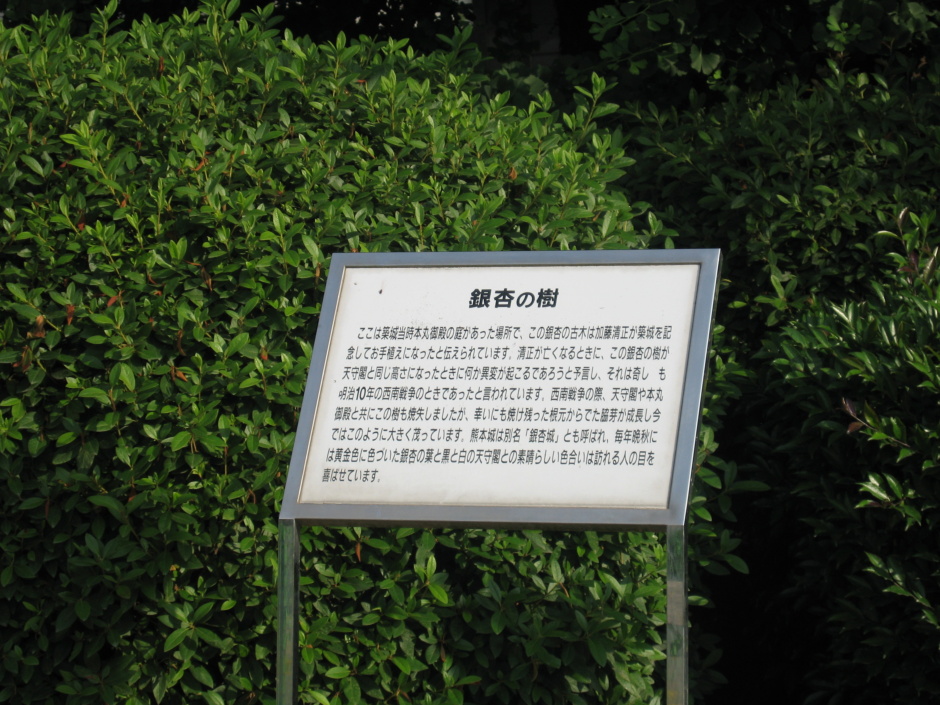 銀杏の樹
ここは築城当時本丸御殿の庭があった場所で、この銀杏の古木は加藤清正が築城を記
念してお手植えになったと伝えられています。清正が亡くなるときに、この銀杏の樹が
天守閣と同じ高さになったときに何か異変が起こるであろうと予言し、それは奇し も
明治10年の西南戦争のときであったと言われています。西南戦争の際、天守閣や本丸
御殿と共にこの樹も焼失しましたが、幸いにも焼け残った根元からでた脇芽が成長し今
ではこのように大きく茂っています。熊本城は別名「銀杏城」とも呼ばれ、毎年晩秋に
は黄金色に色づいた銀杏の葉と黒と白の天守閣との素晴らしい色合いは訪れる人の目を
喜ばせています。